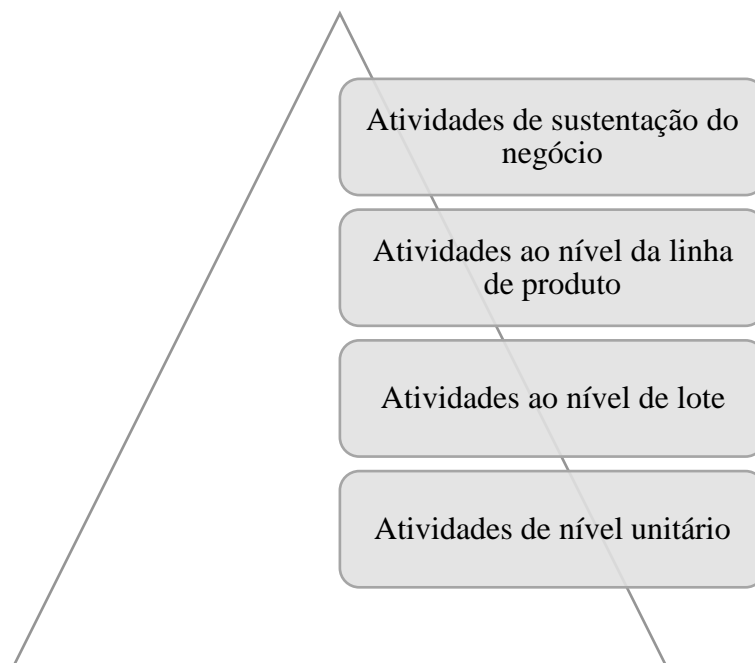 Atividades de sustentação do
negócio
Atividades ao nível da linha
de produto
Atividades ao nível de lote
Atividades de nível unitário